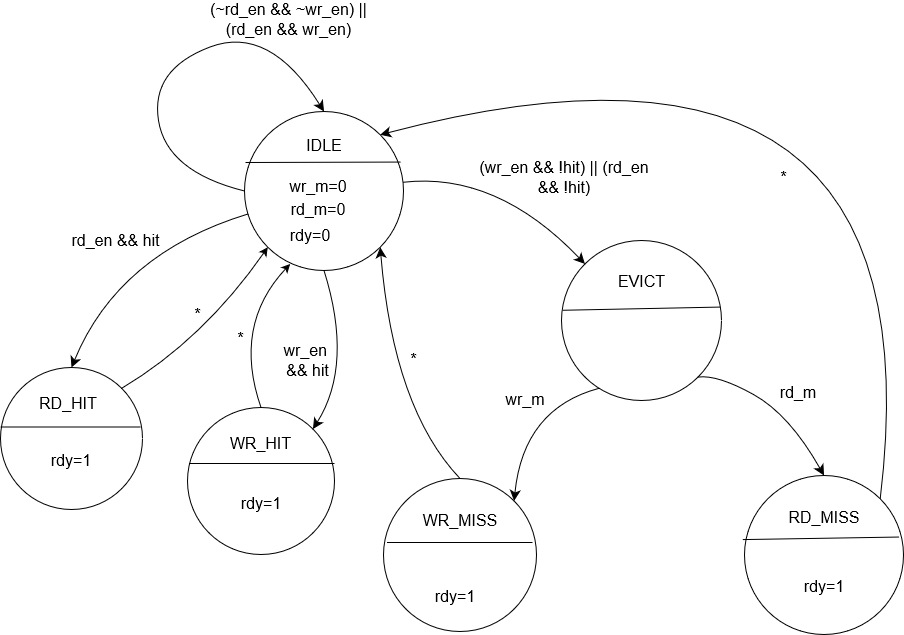 (~rd_en && ~wr_en) ||
(rd_en && wr_en)
IDLE
wr_m=0
rd_m=0
rdy=0
(wr_en && !hit) || (rd_en
&& !hit)
*
rd_en && hit
*
*
wr_en
&& hit
*
EVICT
wr_m
rd_m
RD_HIT
rdy=1
WR_HIT
rdy=1
WR_MISS
rdy=1
RD_MISS
rdy=1